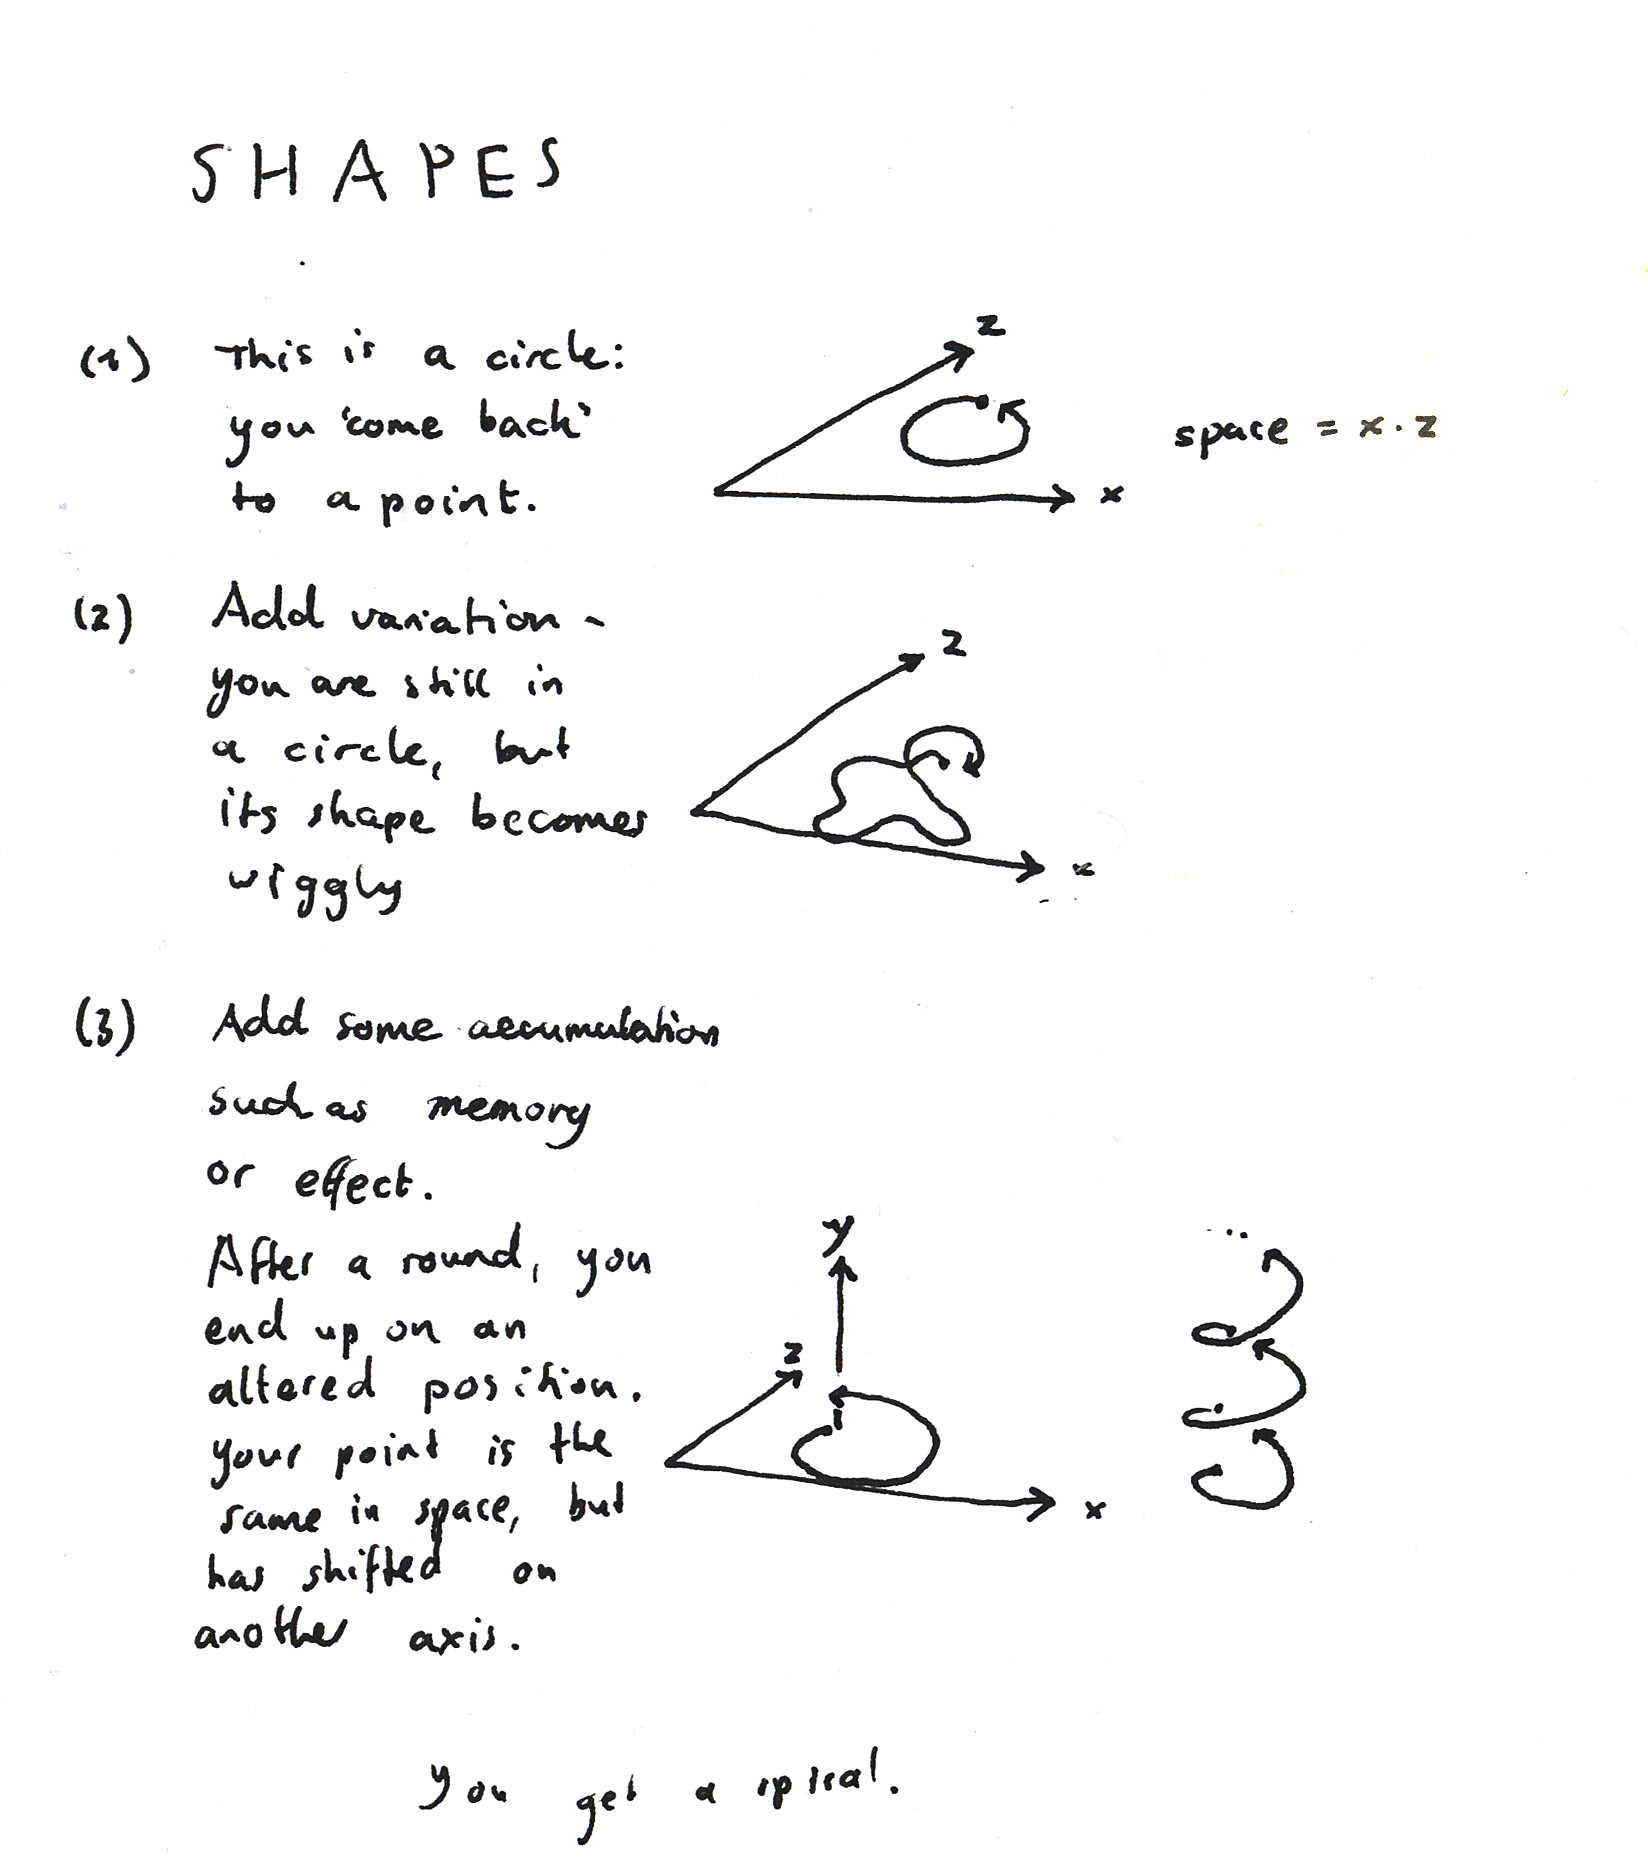 SHAPES
(1) This is a circle:
you 'come back'
to a point.
z
x
space = x · z
(2) Add variation -
you are still in
a circle, but
its shape becomes
wiggly
z
x
(3) Add some accumulation
such as memory
or effect.
After a round, you
end up on an
altered position.
your point is the
same in space, but
has shifted on
another axis.
y
z
x
...
You get a spiral.